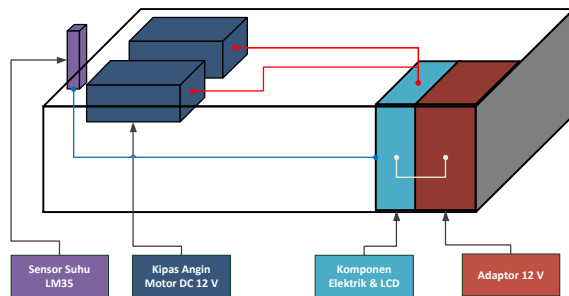 Sensor Suhu
LM35
Kipas Angin
Motor DC 12 V
Komponen
Elektrik & LCD
Adaptor 12 V